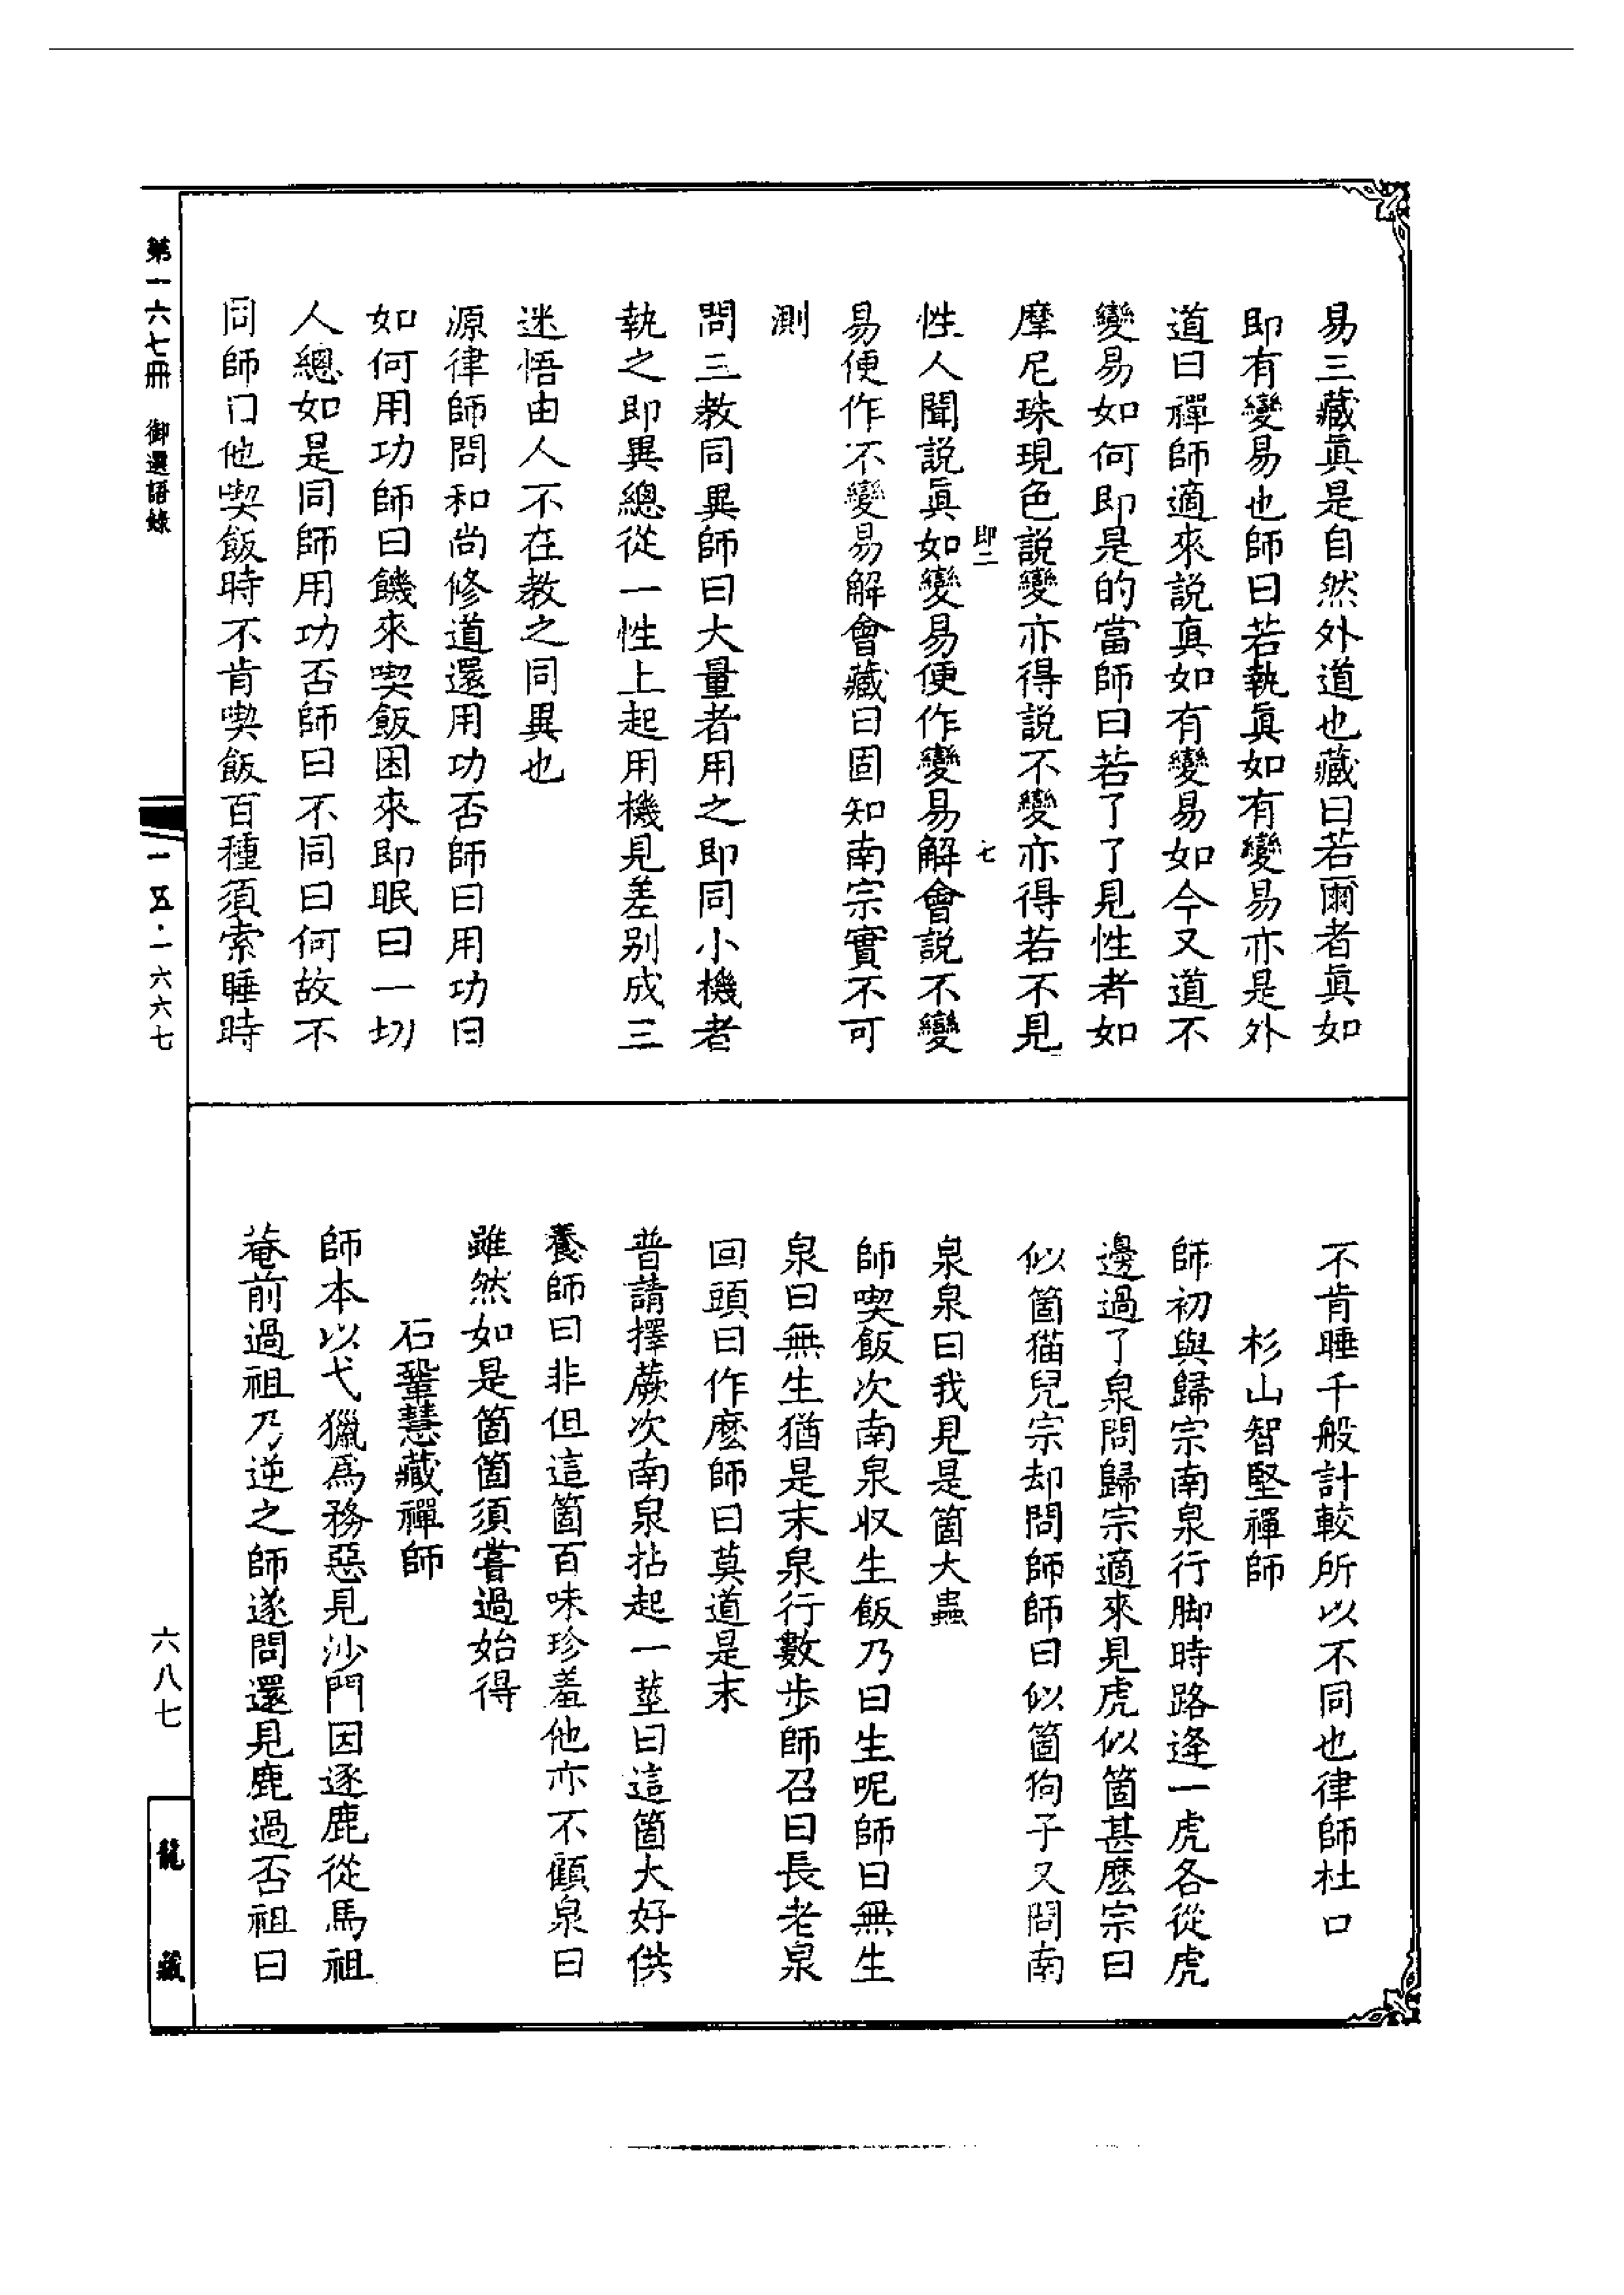 易三藏眞是自然外道也藏曰若爾者眞如
即有變易也師曰若執眞如有變易亦是外
道曰禪師適來説真如有變易如今又道不
變易如何即是的當師曰若了了見性者如
摩尼珠現色説變亦得説不變亦得若不見
即二 七
性人聞説眞如變易便作變易解會説不變
易便作不變易解會藏曰固知南宗實不可
測
問三教同異師曰大量者用之即同小機者
執之即異總從一性上起用機見差别成三
迷悟由人不在教之同異也
源律師問和尚修道還用功否師曰用功曰
如何用功師曰饑來喫飯困來即眠曰一切
人總如是同師用功否師曰不同曰何故不
同師曰他喫飯時不肯喫飯百種須索睡時
不肯睡千般計較所以不同也律師杜口
杉山智堅禪師
師初與歸宗南泉行脚時路逢一虎各從虎
邊過了泉問歸宗適來見虎似箇甚麽宗曰
似箇猫兒宗却問師師曰似箇狗子又問南
泉泉曰我見是箇大蟲
師喫飯次南泉收生飯乃曰生呢師曰無生
泉曰無生猶是末泉行數歩師召曰長老泉
回頭曰作麽師曰莫道是末
普請擇蕨次南泉拈起一莖曰這箇大好供
養師曰非但這箇百味珍羞他亦不顧泉曰
雖然如是箇箇須嘗過始得
石鞏慧藏禪師
師本以弋獵爲務惡見沙門因逐鹿從馬祖
菴前過祖乃逆之師遂問還見鹿過否祖曰
第一六七冊 御選語錄
一五·一六六七
六八七
龍藏